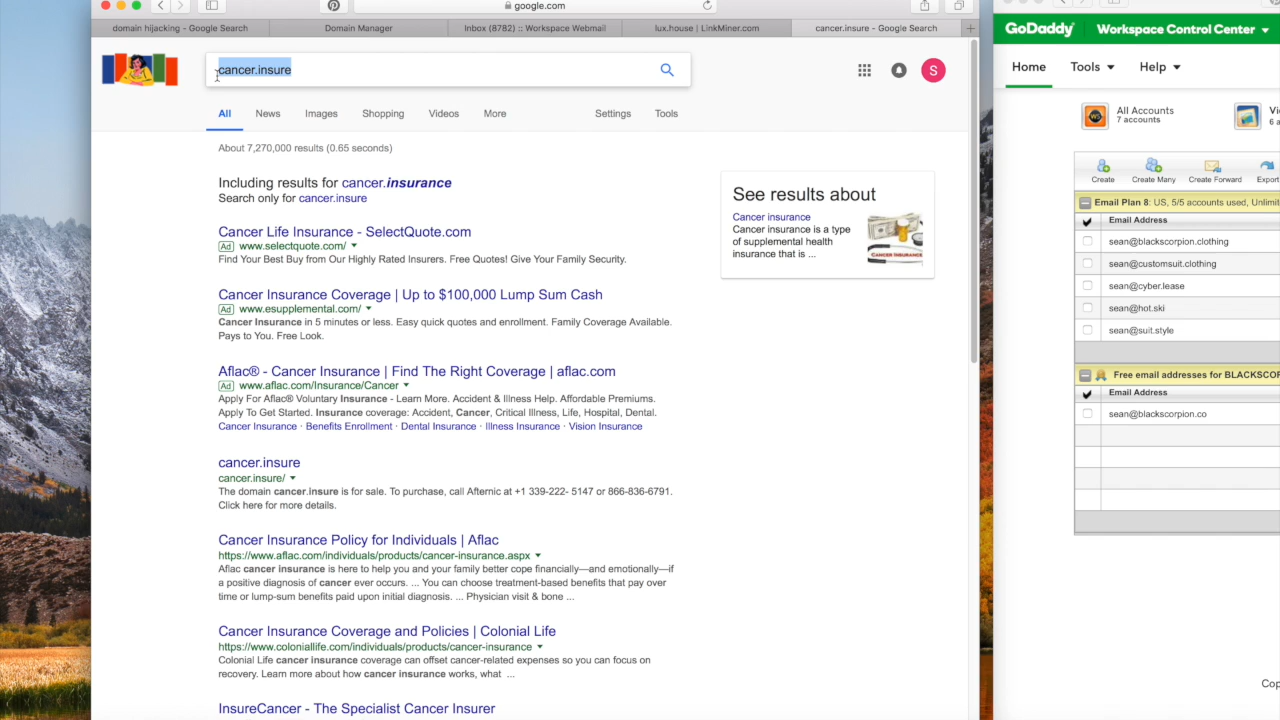 google.com
domain hijacking - Google Search
Domain Manager
Inbox (8782) :: Workspace Webmail
lux.house | LinkMiner.com
cancer.insure - Google Search
cancer.insure
S
All
News
Images
Shopping
Videos
More
Settings
Tools
About 7,270,000 results (0.65 seconds)
Including results for cancer.insurance
Search only for cancer.insure
Cancer Life Insurance - SelectQuote.com
Ad www.selectquote.com/
Find Your Best Buy from Our Highly Rated Insurers. Free Quotes! Give Your Family Security.
Cancer Insurance Coverage | Up to $100,000 Lump Sum Cash
Ad www.esupplemental.com/
Cancer Insurance in 5 minutes or less. Easy quick quotes and enrollment. Family Coverage Available.
Pays to You. Free Look.
Aflac® - Cancer Insurance | Find The Right Coverage | aflac.com
Ad www.aflac.com/Insurance/Cancer
Apply For Aflac® Voluntary Insurance - Learn More. Accident & Illness Help. Affordable Premiums.
Apply To Get Started. Insurance coverage: Accident, Cancer, Critical Illness, Life, Hospital, Dental.
Cancer Insurance · Benefits Enrollment · Dental Insurance · Illness Insurance · Vision Insurance
cancer.insure
cancer.insure/
The domain cancer.insure is for sale. To purchase, call Afternic at +1 339-222- 5147 or 866-836-6791.
Click here for more details.
Cancer Insurance Policy for Individuals | Aflac
https://www.aflac.com/individuals/products/cancer-insurance.aspx
Aflac cancer insurance is here to help you and your family better cope financially—and emotionally—if
a positive diagnosis of cancer ever occurs. ... You can choose treatment-based benefits that pay over
time or lump-sum benefits paid upon initial diagnosis. ... Physician visit & bone ...
Cancer Insurance Coverage and Policies | Colonial Life
https://www.coloniallife.com/individuals/products/cancer-insurance
Colonial Life cancer insurance coverage can offset cancer-related expenses so you can focus on
recovery. Learn more about how cancer insurance works, what ...
InsureCancer - The Specialist Cancer Insurer
See results about
Cancer insurance
Cancer insurance is a type
of supplemental health
insurance that is ...
CANCER INSURANCE
GoDaddy Workspace Control Center
Home
Tools
Help
All Accounts
7 accounts
Vi
6 a
Create
Create Many
Create Forward
Export
Email Plan 8: US, 5/5 accounts used, Unlimit
Email Address
sean@blackscorpion.clothing
sean@customsuit.clothing
sean@cyber.lease
sean@hot.ski
sean@suit.style
Free email addresses for BLACKSCOR
Email Address
sean@blackscorpion.co
Cop